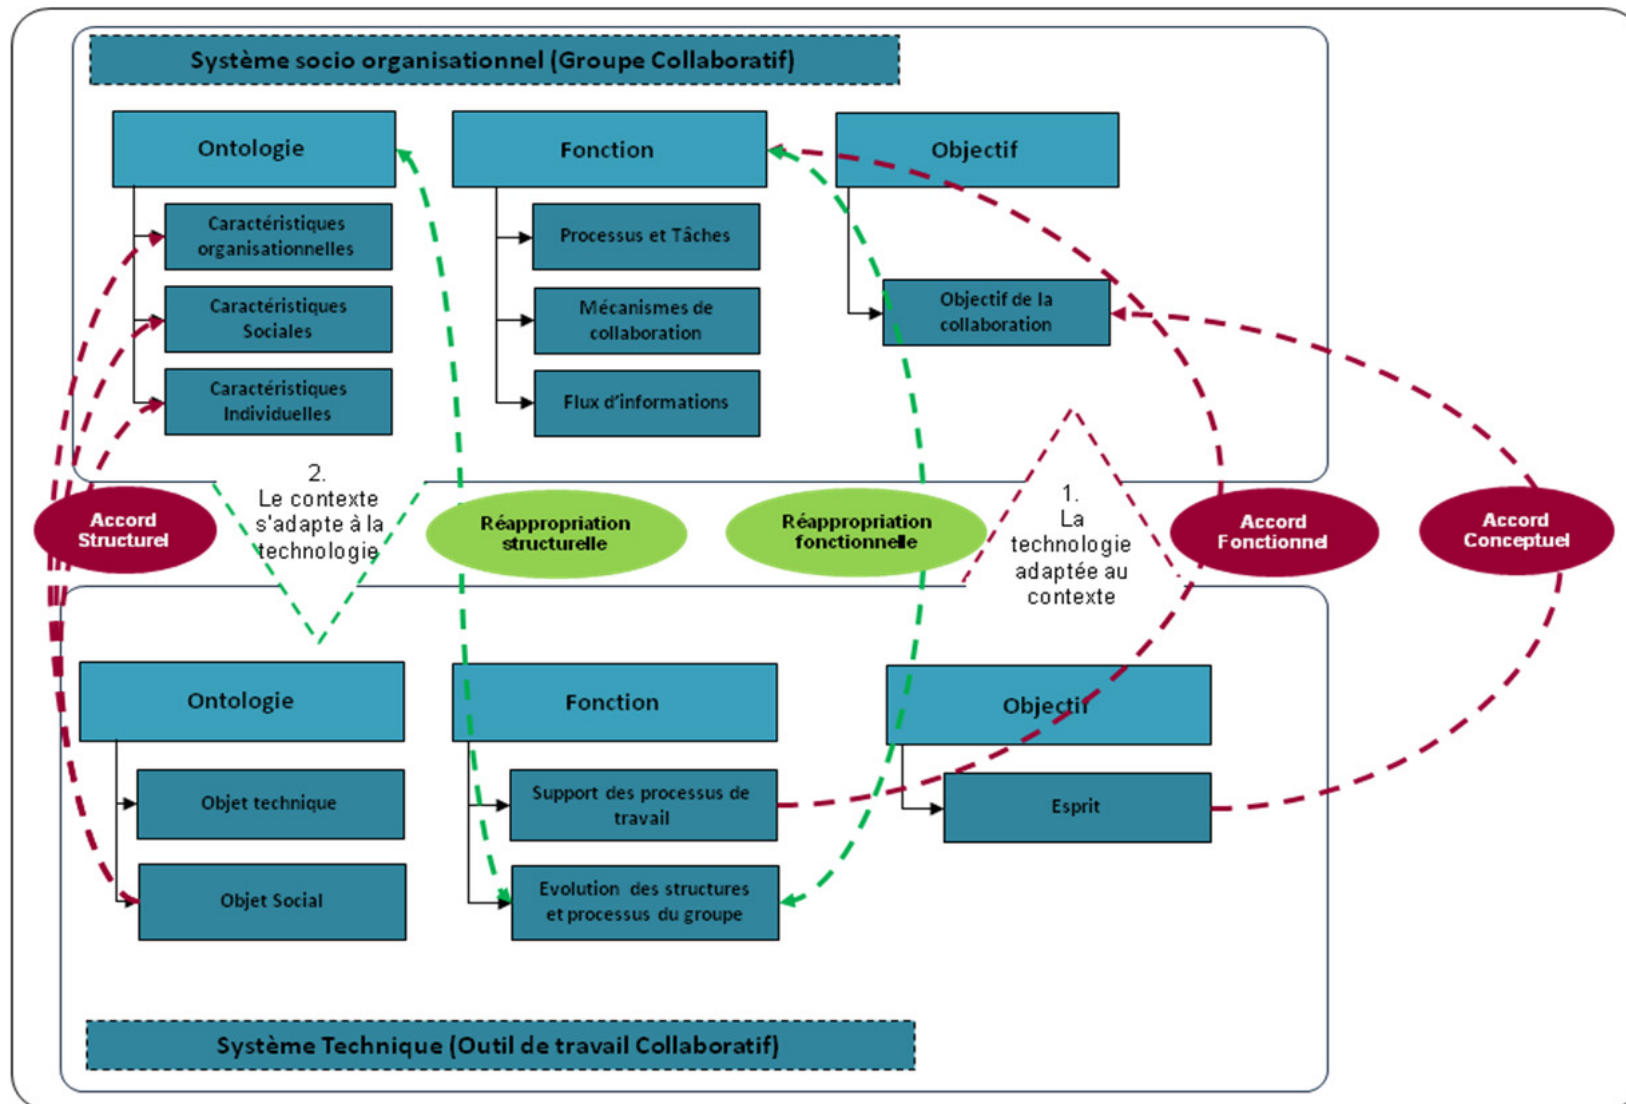 Système socio organisationnel (Groupe Collaboratif)
Ontologie
Fonction
Objectif
Caractéristiques
organisationnelles
Processus et Tâches
Caractéristiques
Sociales
Mécanismes de
collaboration
Objectif de la
collaboration
Caractéristiques
Individuelles
Flux d'informations
2.
Le contexte
s'adapte à la
technologie
1.
La
technologie
adaptée au
contexte
Accord
Structurel
Réappropriation
structurelle
Réappropriation
fonctionnelle
Accord
Fonctionnel
Accord
Conceptuel
Ontologie
Fonction
Objectif
Objet technique
Support des processus de
travail
Esprit
Objet Social
Evolution des structures
et processus du groupe
Système Technique (Outil de travail Collaboratif)